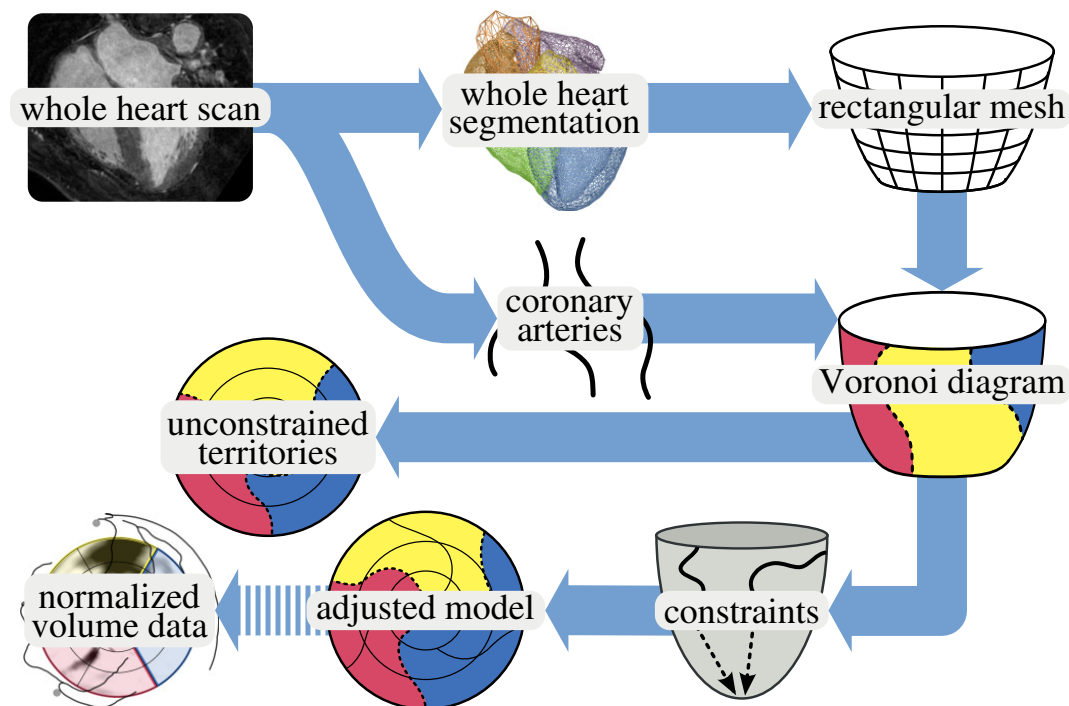 whole heart scan
whole heart
segmentation
rectangular mesh
coronary
arteries
Voronoi diagram
unconstrained
territories
normalized
volume data
adjusted model
constraints